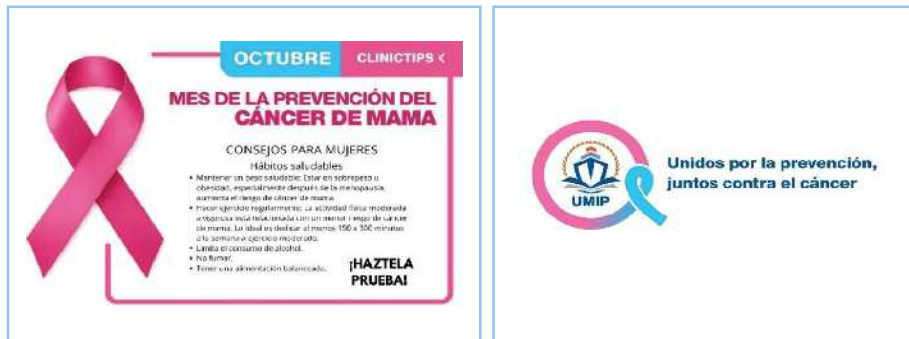 OCTUBRE
CLINICTIPS <
MES DE LA PREVENCIÓN DEL
CÁNCER DE MAMA
CONSEJOS PARA MUJERES
Hábitos saludables
• Mantener un peso saludable: Estar en sobrepeso u
obesidad, especialmente después de la menopausia,
aumenta el riesgo de cáncer de mama
• Hacer ejercicio regularmente: La actividad física moderada
a vigorosa está relacionada con un menor riesgo de cáncer
de mama. Lo ideal es dedicar al menos 150 a 300 minutos
a la semana a ejercicio moderado.
• Limita el consumo de alcohol.
• No fumar.
• Tener una alimentación balanceada.
¡HAZTELA
PRUEBA!
UMIP
Unidos por la prevención,
juntos contra el cáncer